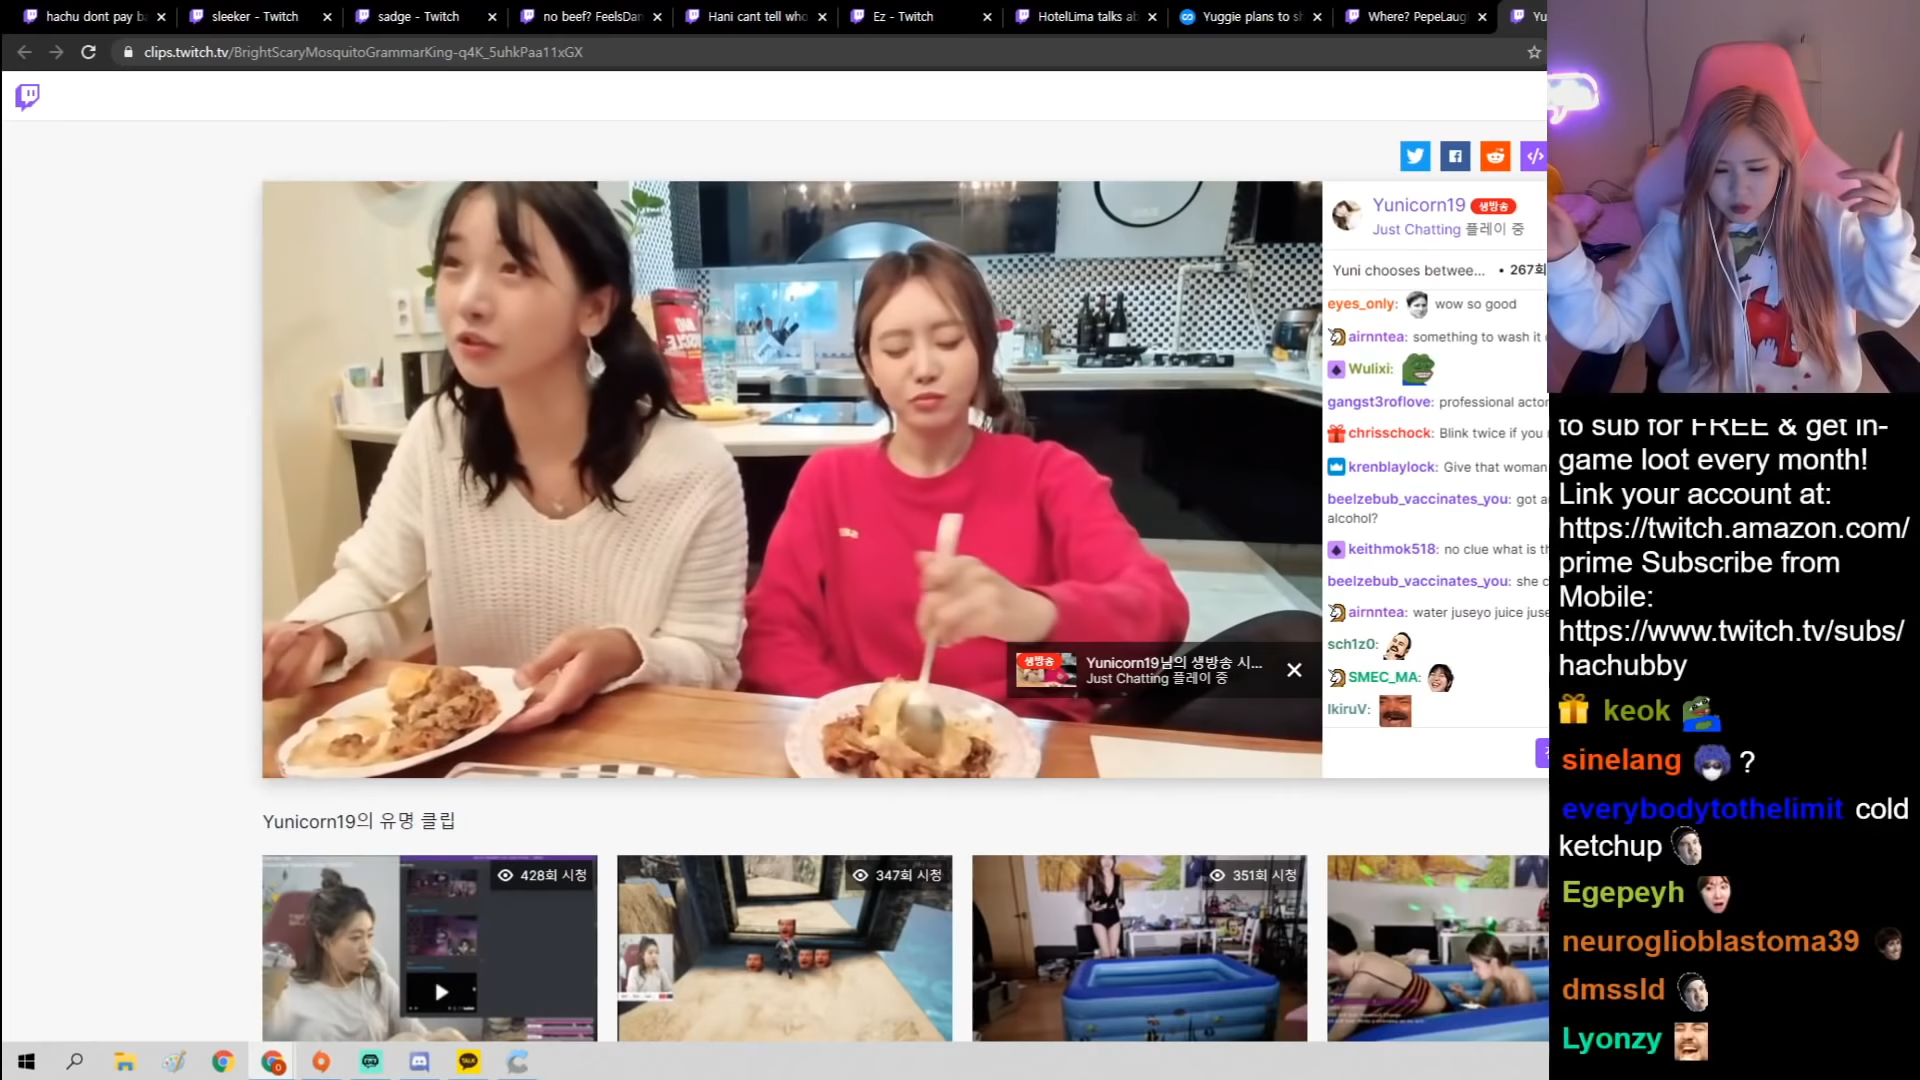 hachu dont pay ba
sleeker - Twitch
sadge - Twitch
no beef? FeelsDan
Hani cant tell who
Ez - Twitch
HotelLima talks ab
Yuggie plans to sh
Where? PepeLaug
Yu
clips.twitch.tv/BrightScaryMosquitoGrammarKing-q4K_5uhkPaa11xGX
Yunicorn19 생방송
Just Chatting 플레이 중
Yuni chooses betwee... • 267회
eyes_only: wow so good
airnntea: something to wash it
Wulixi:
gangst3roflove: professional actor
chrisschock: Blink twice if you
krenblaylock: Give that woman
beelzebub_vaccinates_you: got a
alcohol?
keithmok518: no clue what is th
beelzebub_vaccinates_you: she c
airnntea: water juseyo juice juse
sch1z0:
SMEC_MA:
IkiruV:
생방송
Yunicorn19님의 생방송 시...
Just Chatting 플레이 중
Yunicorn19의 유명 클립
428회 시청
347회 시청
351회 시청
to sub for FREE & get in-
game loot every month!
Link your account at:
https://twitch.amazon.com/
prime Subscribe from
Mobile:
https://www.twitch.tv/subs/
hachubby
keok
sinelang ?
everybodytothelimit cold
ketchup
Egepeyh
neuroglioblastoma39
dmssld
Lyonzy
TALK